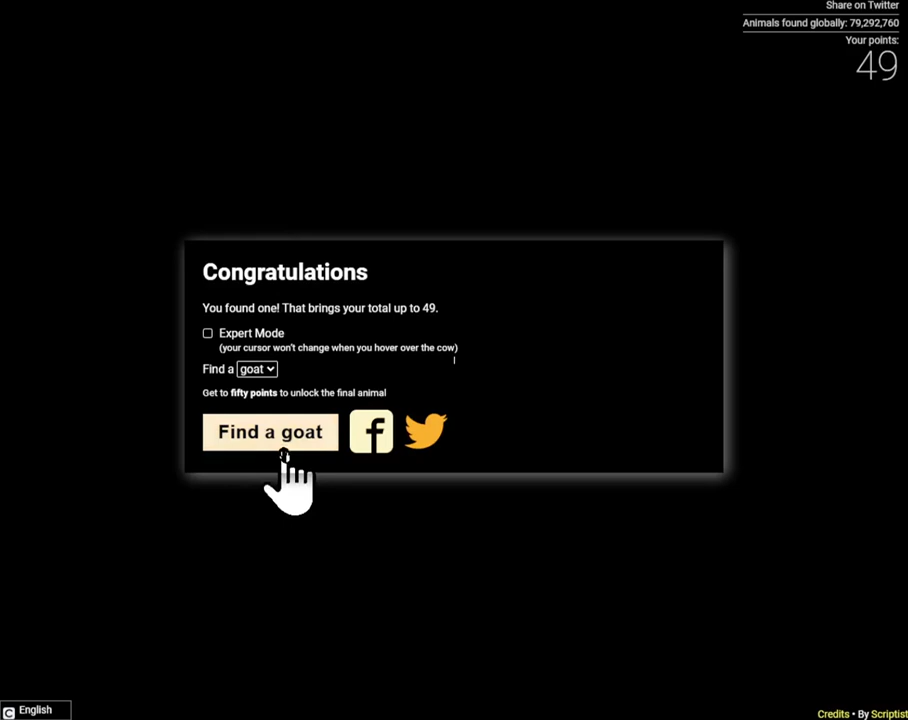 Share on Twitter
Animals found globally: 79,292,760
Your points:
49
Congratulations
You found one! That brings your total up to 49.
Expert Mode
(your cursor won't change when you hover over the cow)
Find a goat
Get to fifty points to unlock the final animal
Find a goat
English
Credits • By Scriptist